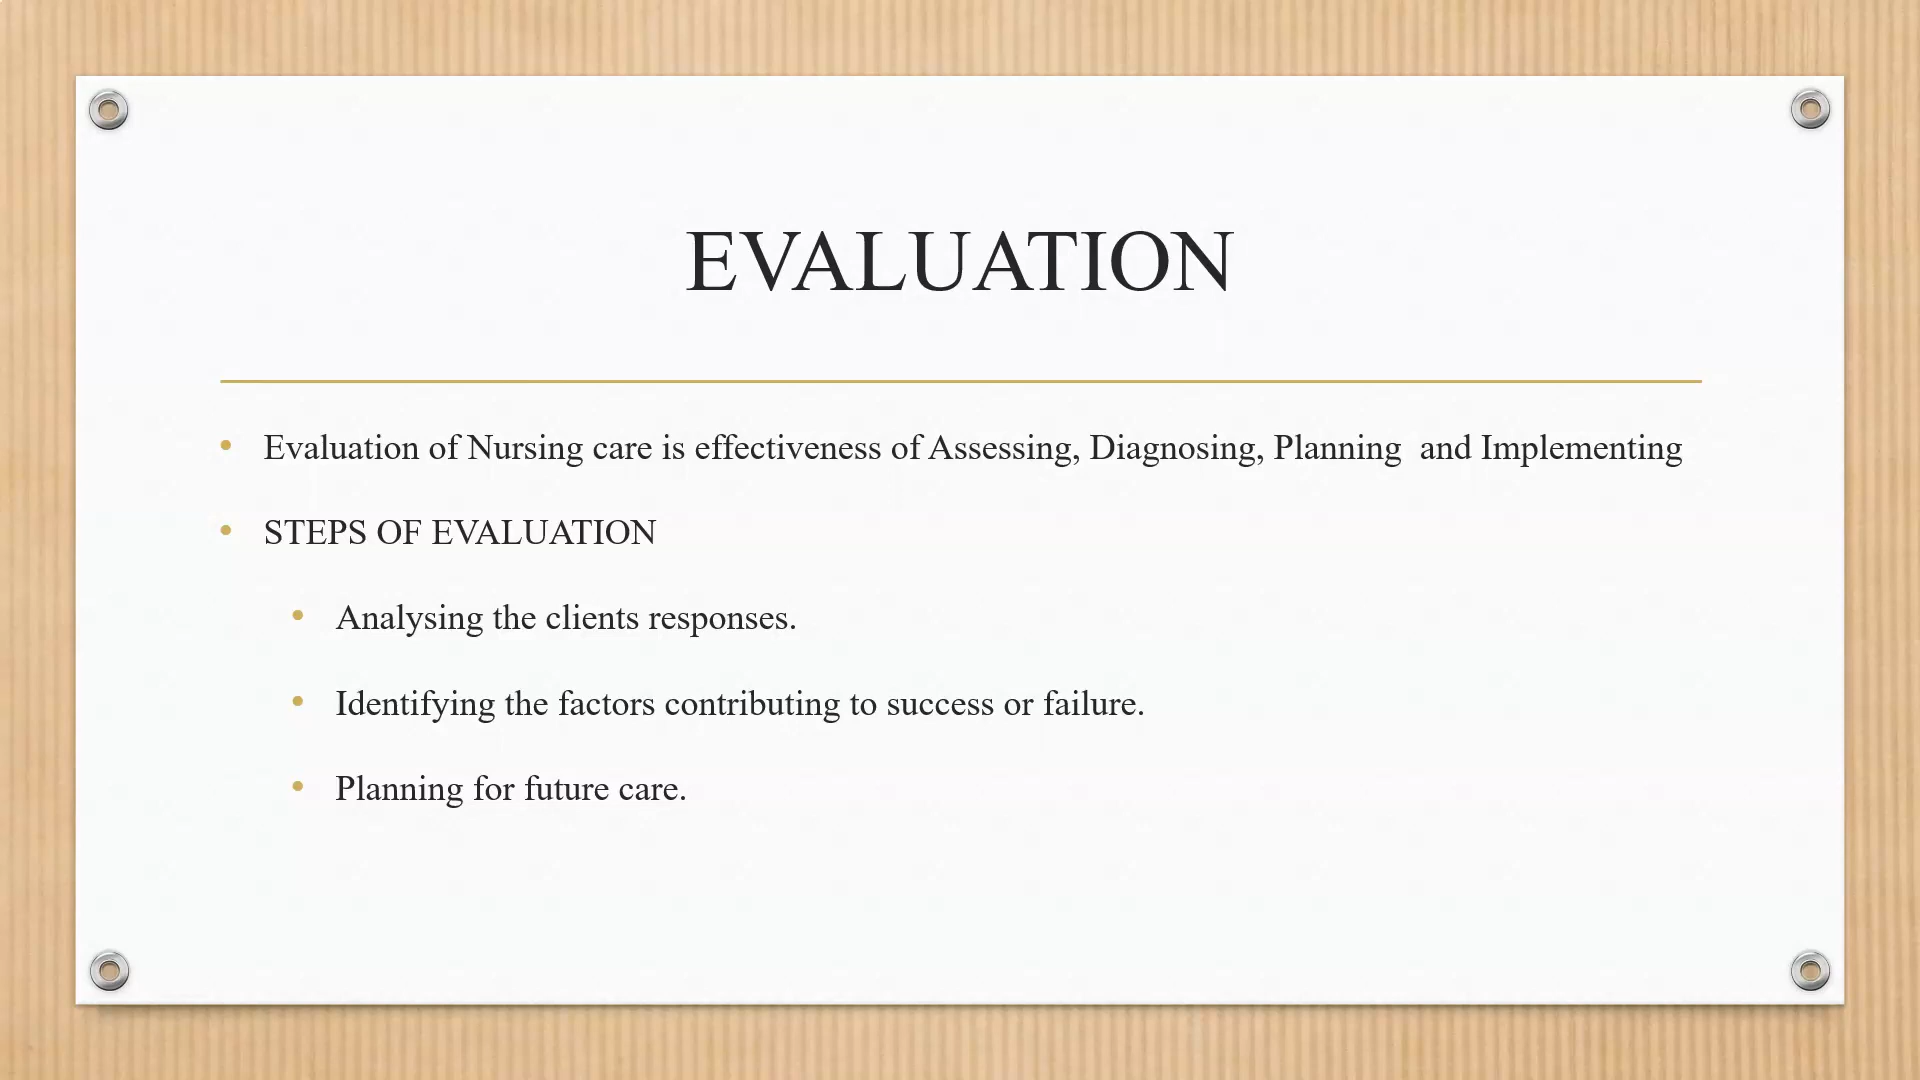 EVALUATION
• Evaluation of Nursing care is effectiveness of Assessing, Diagnosing, Planning  and Implementing
• STEPS OF EVALUATION
• Analysing the clients responses.
• Identifying the factors contributing to success or failure.
• Planning for future care.